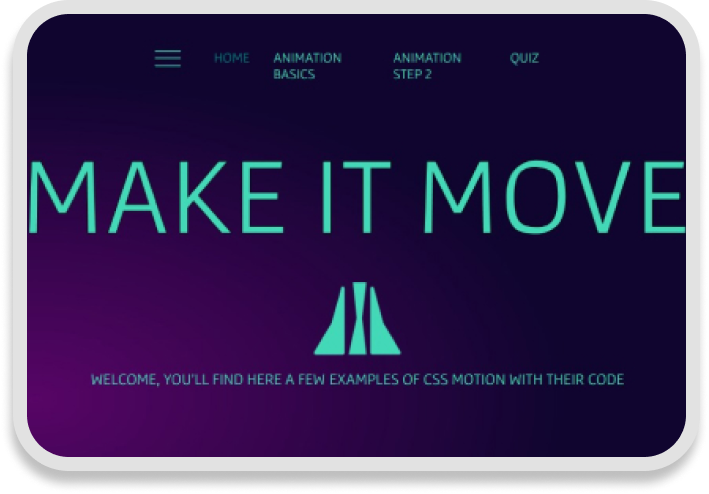 HOME
ANIMATION
BASICS
ANIMATION
STEP 2
QUIZ
MAKE IT MOVE
WELCOME, YOU'LL FIND HERE A FEW EXAMPLES OF CSS MOTION WITH THEIR CODE